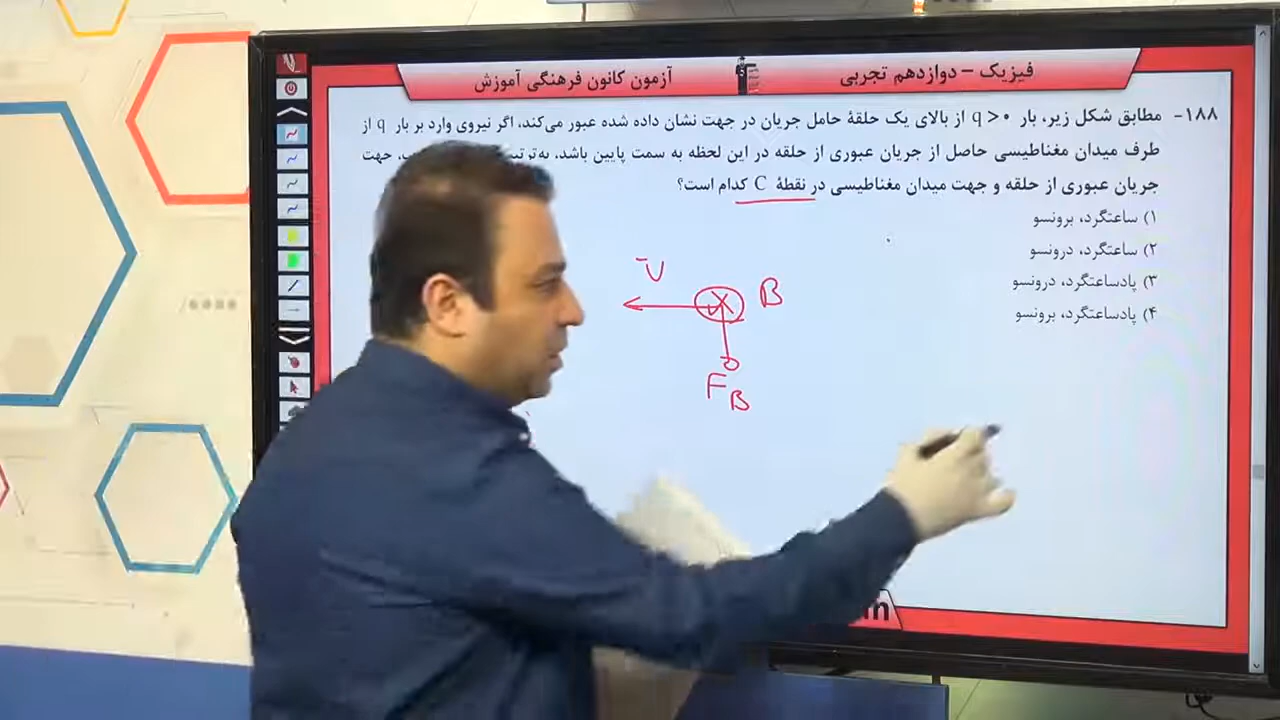 آزمون کانون فرهنگی آموزش
فیزیک - دوازدهم تجربی
۱۸۸- مطابق شکل زیر، بار q>۰ از بالای یک حلقهٔ حامل جریان در جهت نشان داده شده عبور می‌کند، اگر نیروی وارد بر بار q از
طرف میدان مغناطیسی حاصل از جریان عبوری از حلقه در این لحظه به سمت پایین باشد، جهت
جریان عبوری از حلقه و جهت میدان مغناطیسی در نقطهٔ C کدام است؟
۱) ساعتگرد، برونسو
۲) ساعتگرد، درونسو
۳) پادساعتگرد، درونسو
۴) پادساعتگرد، برونسو
V
B
F_B